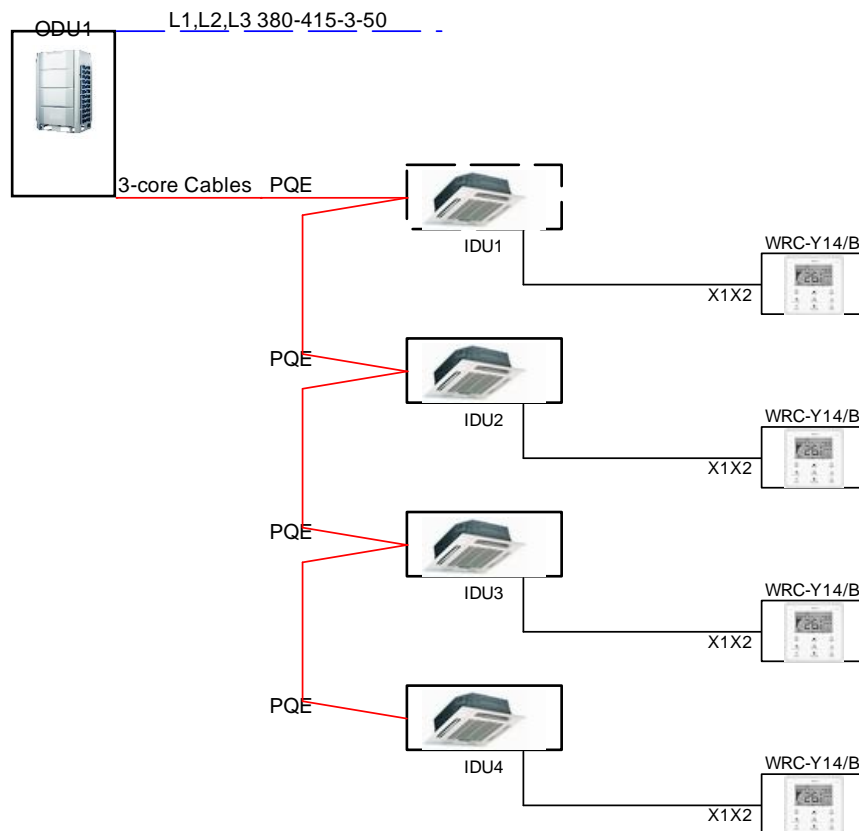 ODU1
L1,L2,L3 380-415-3-50
3-core Cables PQE
IDU1
WRC-Y14/B
X1X2
PQE
IDU2
WRC-Y14/B
X1X2
PQE
IDU3
WRC-Y14/B
X1X2
PQE
IDU4
WRC-Y14/B
X1X2